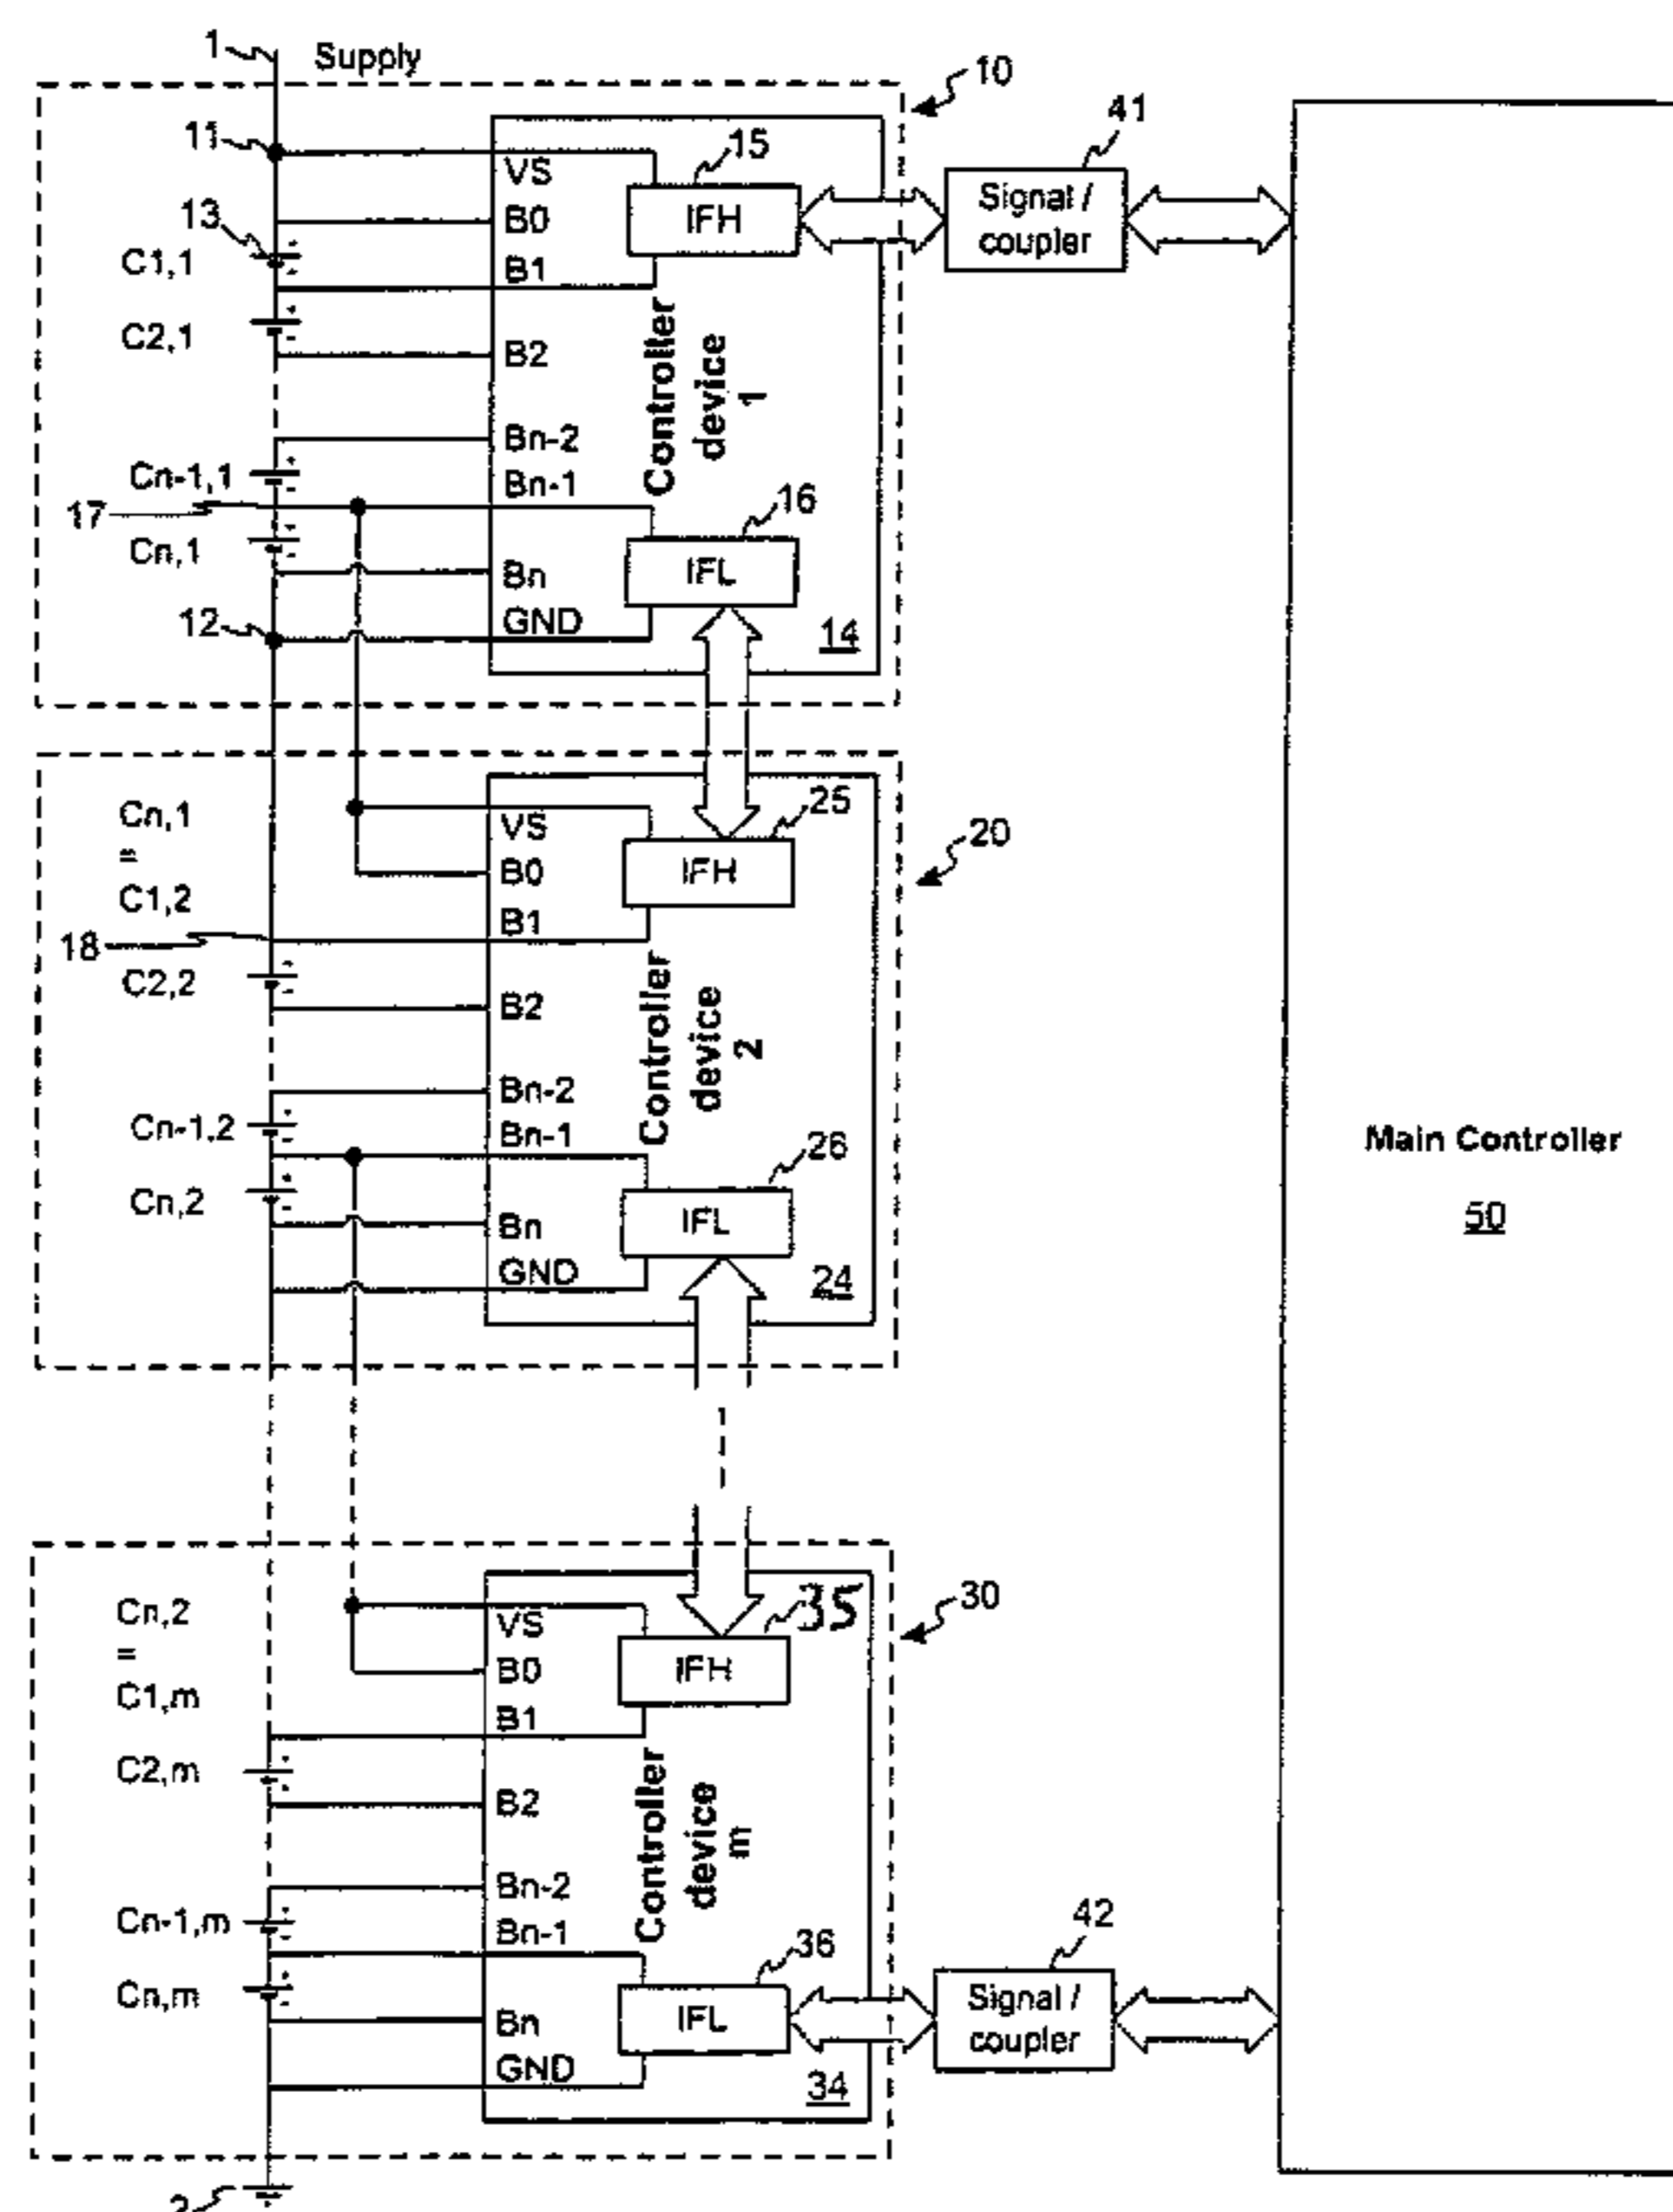 1 Supply
10
41
11
VS
15
Signal /
coupler
13
B0
IFH
C1,1
B1
C2,1
B2
Controller
device
1
Bn-2
Cn-1,1
Bn-1
17
16
Cn,1
IFL
Bn
12
GND
14
Cn,1
=
C1,2
VS
25
20
B0
IFH
B1
18
C2,2
B2
Controller
device
2
Bn-2
Cn-1,2
Bn-1
26
Cn,2
IFL
Bn
GND
24
Main Controller
50
Cn,2
=
C1,m
VS
35
30
B0
IFH
B1
C2,m
B2
Controller
device
m
Bn-2
Cn-1,m
Bn-1
36
42
Cn,m
IFL
Signal /
coupler
Bn
GND
34
2